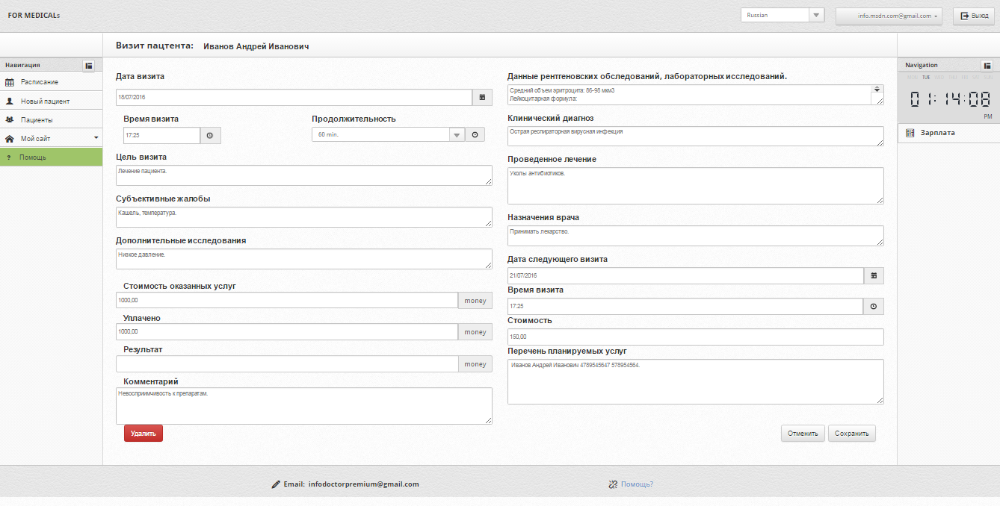 FOR MEDICALs
Russian
info.msdn.com@gmail.com
Выход
Визит пацтента: Иванов Андрей Иванович
Навигация
Расписание
Новый пациент
Пациенты
Мой сайт
? Помощь
Дата визита
18/07/2016
Время визита
17:25
Продолжительность
60 min.
Цель визита
Лечение пациента.
Субъективные жалобы
Кашель, температура.
Дополнительные исследования
Низкое давление.
Стоимость оказанных услуг
1000,00
money
Уплачено
1000,00
money
Результат
money
Комментарий
Невосприимчивость к препаратам.
Удалить
Данные рентгеновских обследований, лабораторных исследований.
Средний объем эритроцита: 86-98 мкм3
Лейкоцитарная формула:
Клинический диагноз
Острая респираторная вирусная инфекция
Проведенное лечение
Уколы антибиотиков.
Назначения врача
Принимать лекарство.
Дата следующего визита
21/07/2016
Время визита
17:25
Стоимость
150,00
Перечень планируемых услуг
Иванов Андрей Иванович 4789545647 578954564.
Отменить
Сохранить
Navigation
MON TUE WED THU FRI SAT SUN
01:14:08
PM
Зарплата
Email: infodoctorpremium@gmail.com
Помощь?